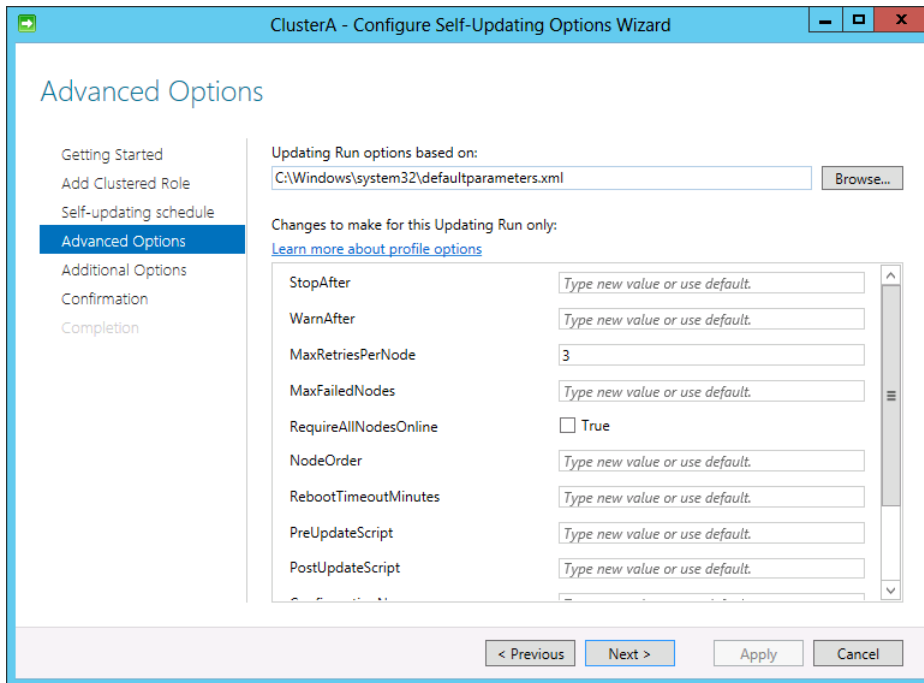 ClusterA - Configure Self-Updating Options Wizard
Advanced Options
Getting Started
Add Clustered Role
Self-updating schedule
Advanced Options
Additional Options
Confirmation
Completion
Updating Run options based on:
C:\Windows\system32\defaultparameters.xml
Browse...
Changes to make for this Updating Run only:
Learn more about profile options
StopAfter Type new value or use default.
WarnAfter Type new value or use default.
MaxRetriesPerNode 3
MaxFailedNodes Type new value or use default.
RequireAllNodesOnline True
NodeOrder Type new value or use default.
RebootTimeoutMinutes Type new value or use default.
PreUpdateScript Type new value or use default.
PostUpdateScript Type new value or use default.
< Previous Next > Apply Cancel